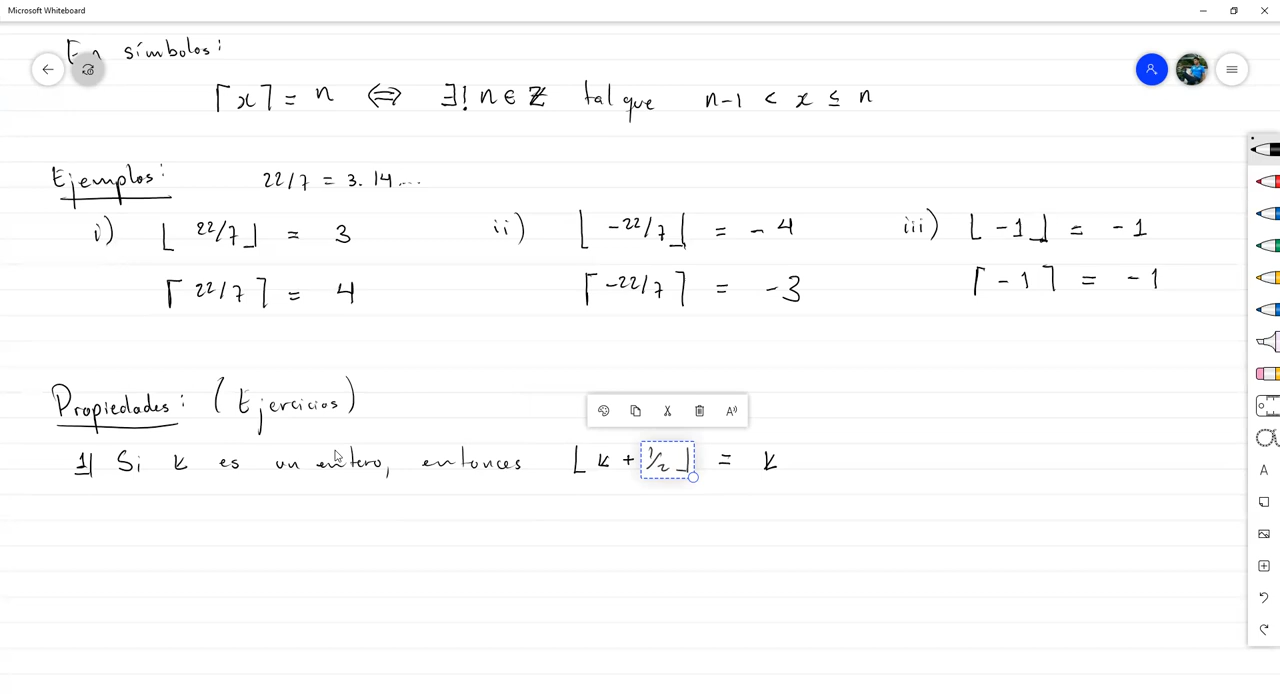 Microsoft Whiteboard
En símbolos:
⌈x⌉ = n ⇔ ∃! n ∈ ℤ tal que n-1 < x ≤ n
Ejemplos: 22/7 = 3.14...
i) ⌊22/7⌋ = 3 ii) ⌊-22/7⌋ = -4 iii) ⌊-1⌋ = -1
⌈22/7⌉ = 4 ⌈-22/7⌉ = -3 ⌈-1⌉ = -1
Propiedades: (Ejercicios)
1| Si k es un entero, entonces ⌊k + 1/2⌋ = k